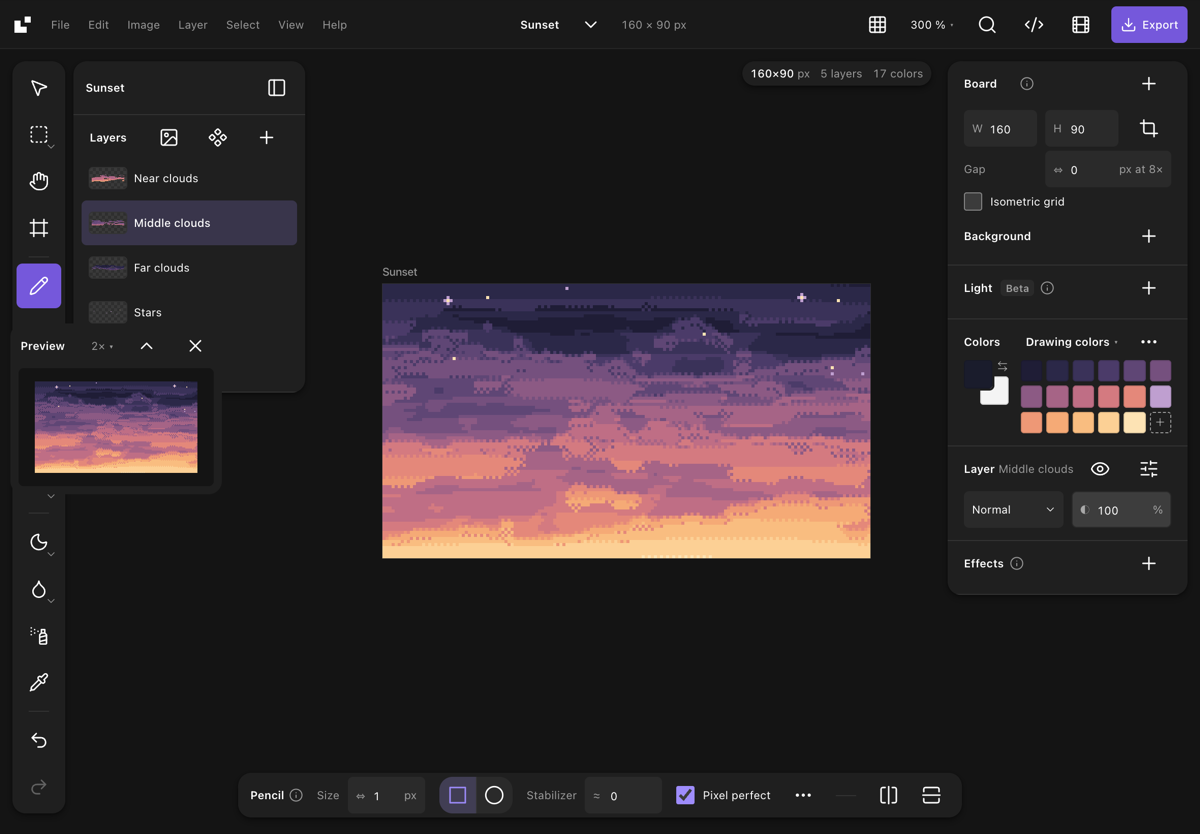 File Edit Image Layer Select View Help Sunset 160 × 90 px 300 % Export
Sunset
160×90 px 5 layers 17 colors
Layers
Near clouds
Middle clouds
Far clouds
Stars
Preview 2×
Sunset
Board
W 160 H 90
Gap 0 px at 8×
Isometric grid
Background
Light Beta
Colors Drawing colors
Layer Middle clouds
Normal 100 %
Effects
Pencil Size 1 px Stabilizer ≈ 0 Pixel perfect